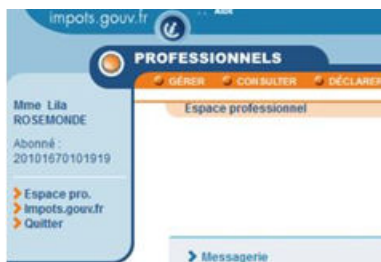 impots.gouv.fr
PROFESSIONNELS
GÉRER CONSULTER DÉCLARER
Mme Lila
ROSEMONDE
Espace professionnel
Abonné :
20101670101919
Espace pro.
Impots.gouv.fr
Quitter
Messagerie